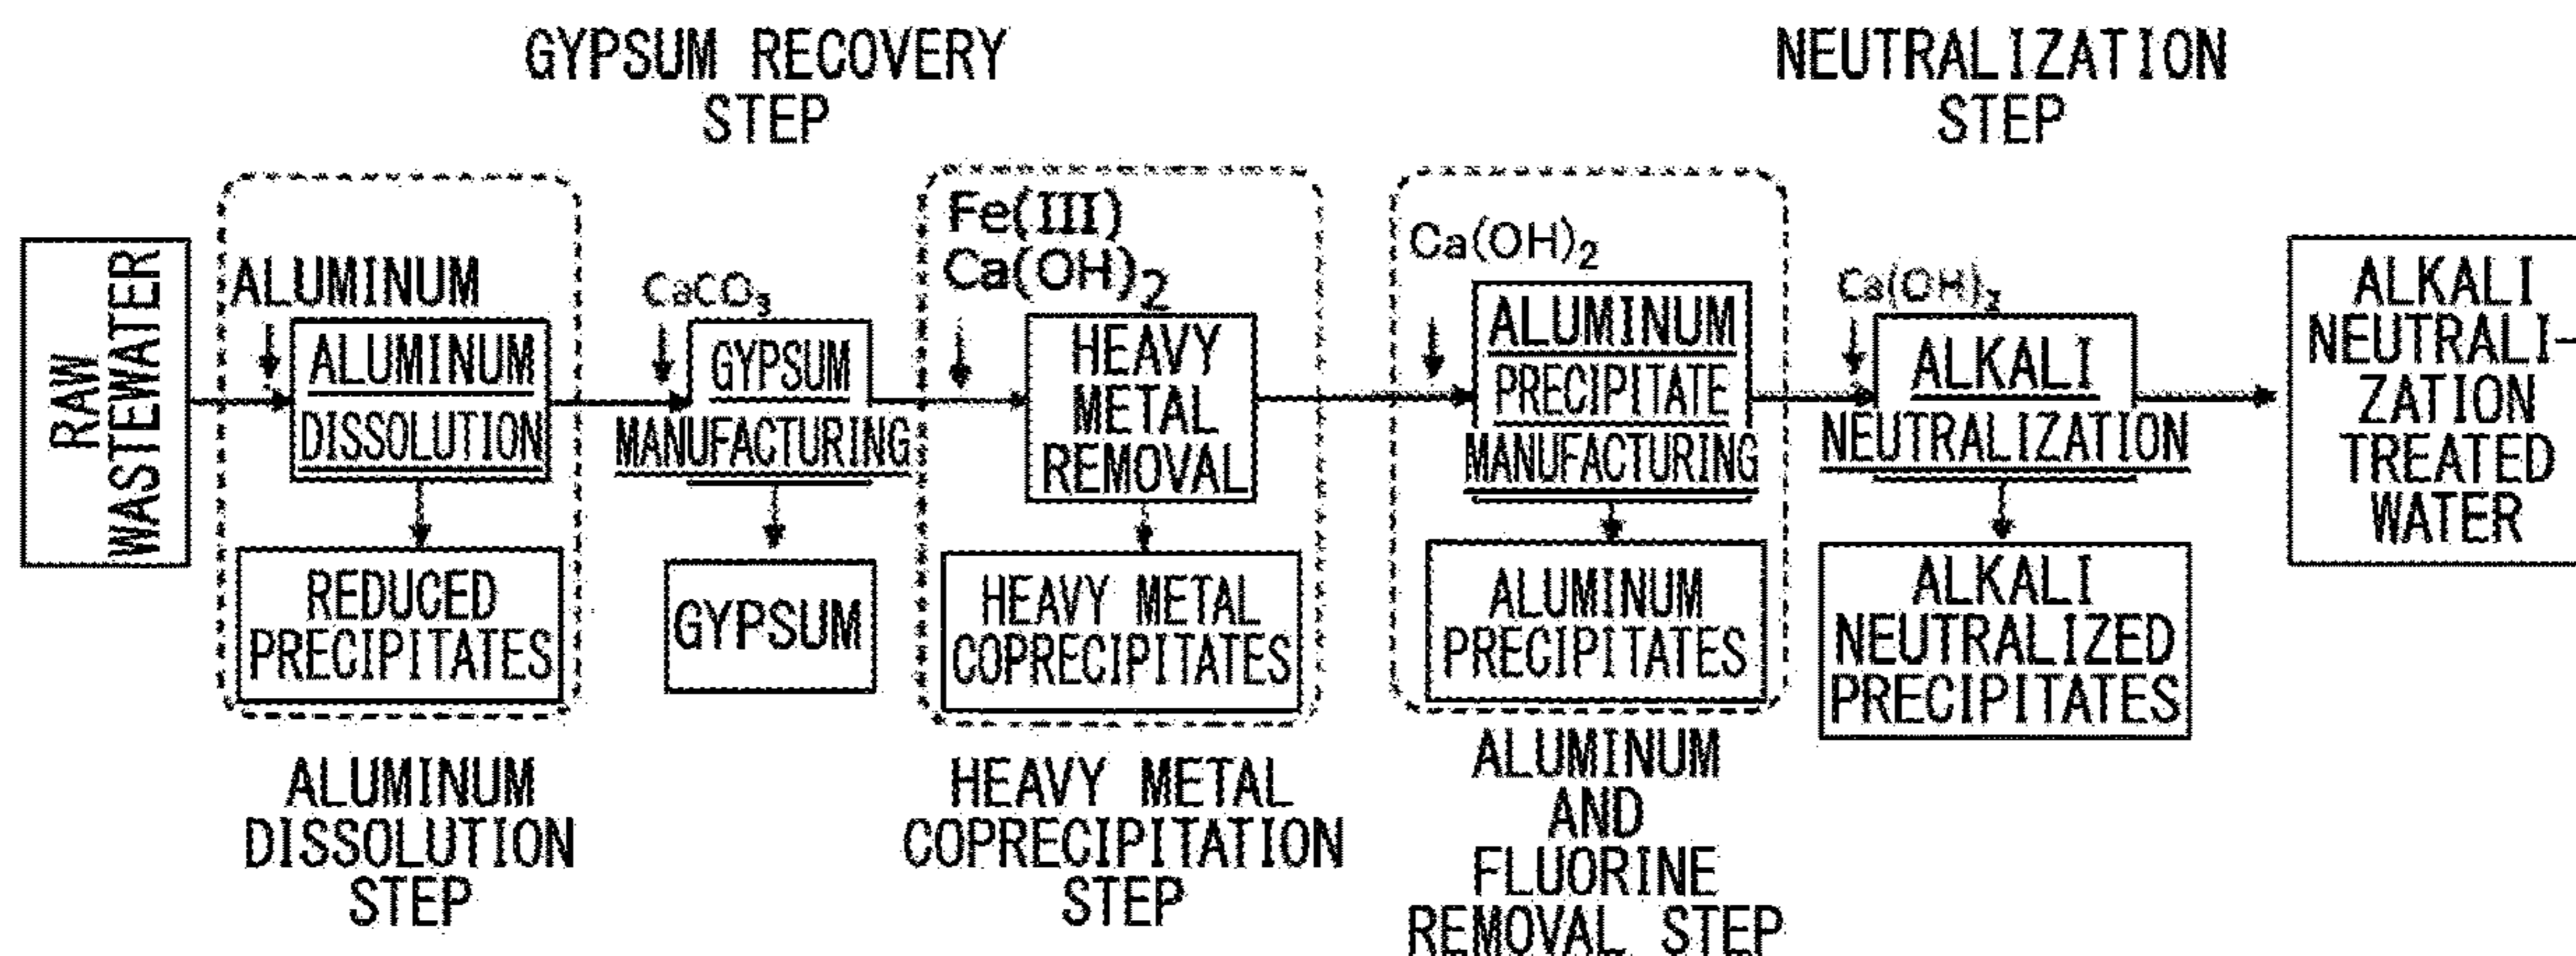 GYPSUM RECOVERY
STEP
NEUTRALIZATION
STEP
RAW
WASTEWATER
ALUMINUM
ALUMINUM
DISSOLUTION
REDUCED
PRECIPITATES
ALUMINUM
DISSOLUTION
STEP
CaCO₃
GYPSUM
MANUFACTURING
GYPSUM
Fe(III)
Ca(OH)₂
HEAVY
METAL
REMOVAL
HEAVY METAL
COPRECIPITATES
HEAVY METAL
COPRECIPITATION
STEP
Ca(OH)₂
ALUMINUM
PRECIPITATE
MANUFACTURING
ALUMINUM
PRECIPITATES
ALUMINUM
AND
FLUORINE
REMOVAL STEP
Ca(OH)₂
ALKALI
NEUTRALIZATION
ALKALI
NEUTRALIZED
PRECIPITATES
ALKALI
NEUTRALI-
ZATION
TREATED
WATER